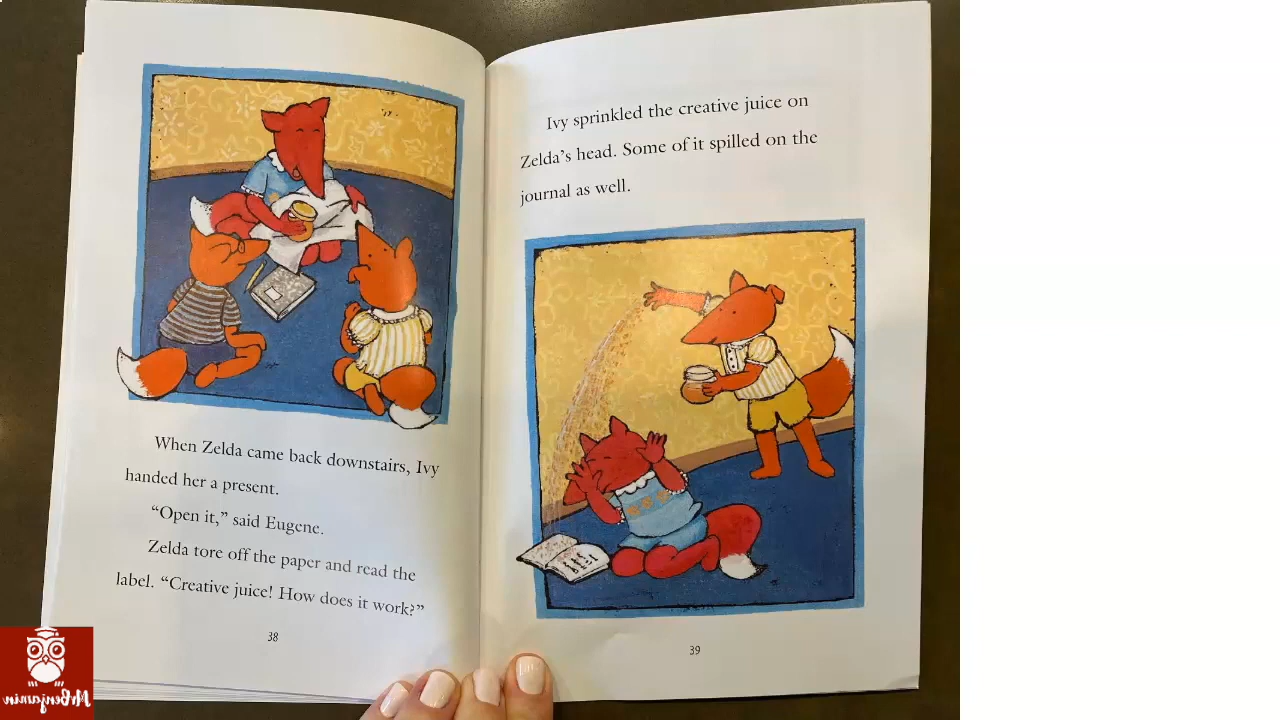 When Zelda came back downstairs, Ivy
handed her a present.
“Open it,” said Eugene.
Zelda tore off the paper and read the
label. “Creative juice! How does it work?”
38
Ivy sprinkled the creative juice on
Zelda’s head. Some of it spilled on the
journal as well.
39
MrBenjamin